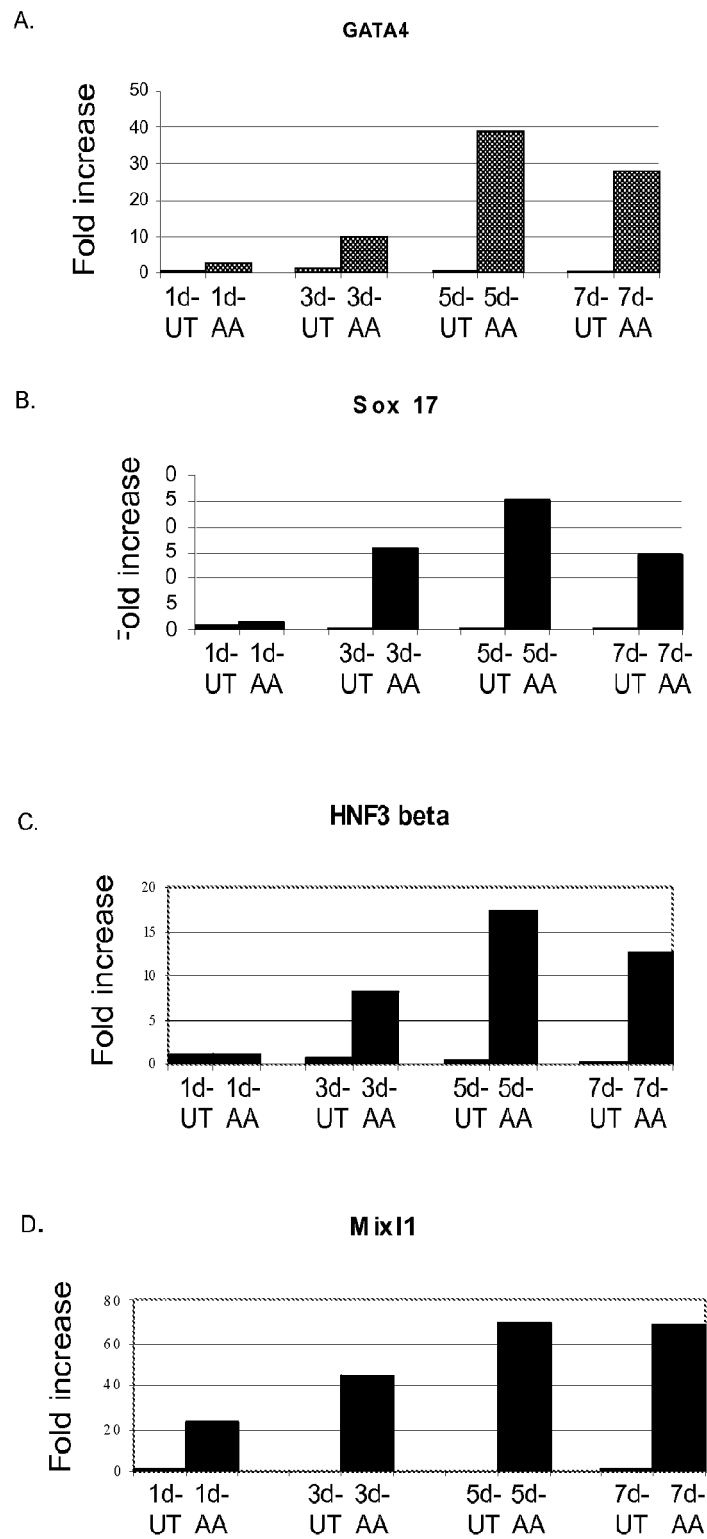 A.
GATA4
Fold increase
50
40
30
20
10
0
1d- 1d- 3d- 3d- 5d- 5d- 7d- 7d-
UT AA UT AA UT AA UT AA
B.
Sox 17
Fold increase
0
5
0
5
0
5
0
1d- 1d- 3d- 3d- 5d- 5d- 7d- 7d-
UT AA UT AA UT AA UT AA
C.
HNF3 beta
Fold increase
20
15
10
5
0
1d- 1d- 3d- 3d- 5d- 5d- 7d- 7d-
UT AA UT AA UT AA UT AA
D.
Mixl1
Fold increase
80
60
40
20
0
1d- 1d- 3d- 3d- 5d- 5d- 7d- 7d-
UT AA UT AA UT AA UT AA